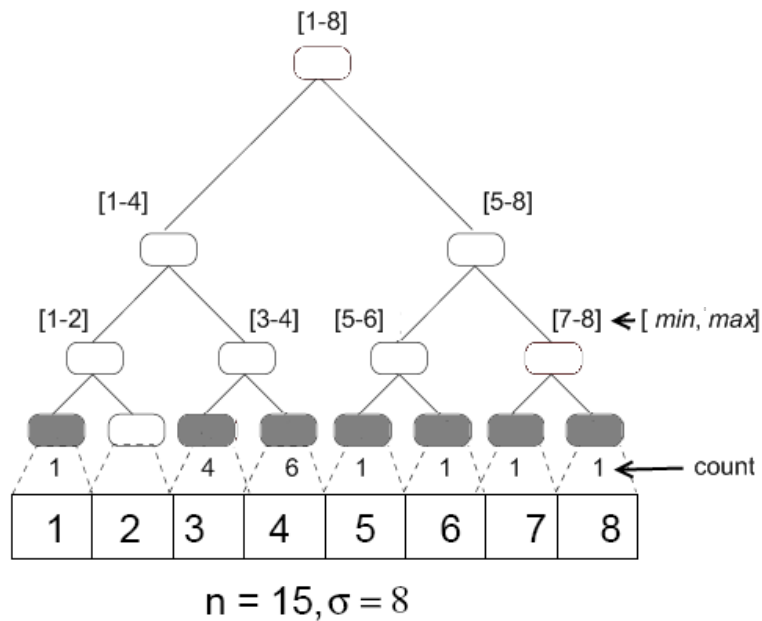 [1-8]
[1-4] [5-8]
[1-2] [3-4] [5-6] [7-8] [ min, max]
1 4 6 1 1 1 1 count
1 2 3 4 5 6 7 8
n = 15, σ = 8